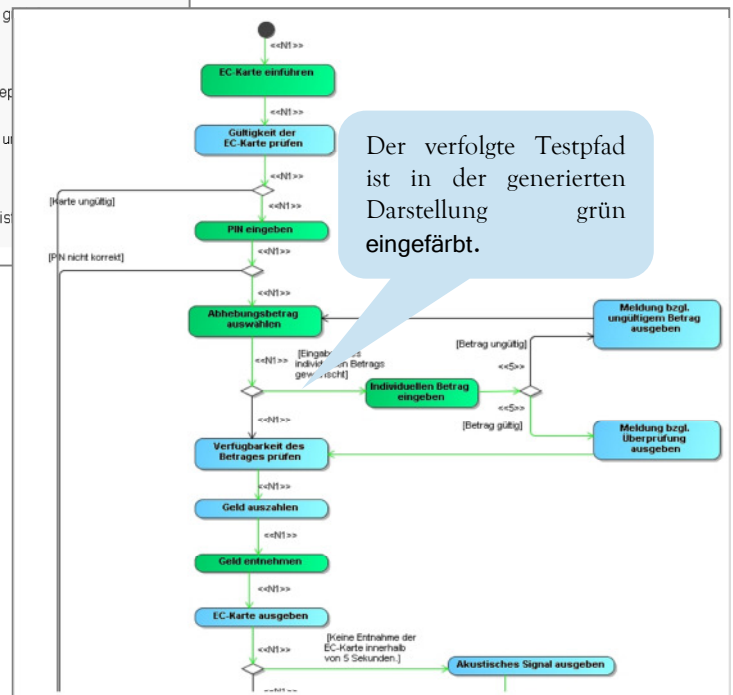 <<N1>>
EC-Karte einführen
<<N1>>
Gültigkeit der
EC-Karte prüfen
Der verfolgte Testpfad
ist in der generierten
Darstellung grün
eingefärbt.
<<N1>>
[Karte ungültig]
<<N1>>
PIN eingeben
<<N1>>
[PIN nicht korrekt]
<<N1>>
Abhebungsbetrag
auswählen
Meldung bzgl.
ungültigem Betrag
ausgeben
[Betrag ungültig]
<<N1>>
[Eingabe
individuellen Betrags
<<5>>
Individuellen Betrag
eingeben
<<5>>
<<N1>>
[Betrag gültig]
Meldung bzgl.
Überprüfung
ausgeben
Verfügbarkeit des
Betrages prüfen
<<N1>>
Geld auszahlen
<<N1>>
Geld entnehmen
<<N1>>
EC-Karte ausgeben
[Keine Entnahme der
EC-Karte innerhalb
von 5 Sekunden.]
<<N1>>
Akustisches Signal ausgeben